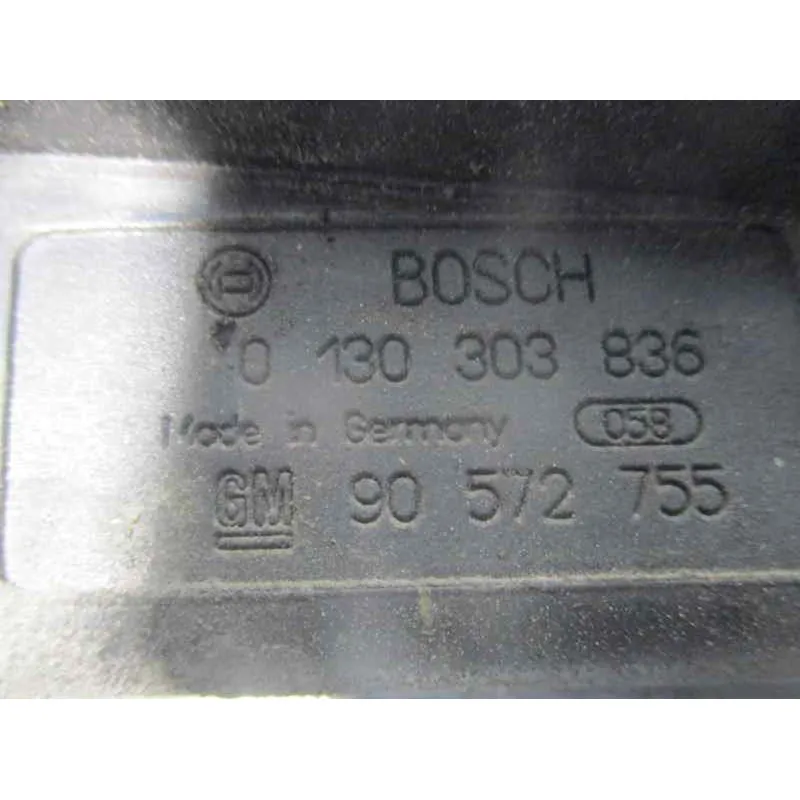 BOSCH
0 130 303 836
Made in Germany 058
GM 90 572 755